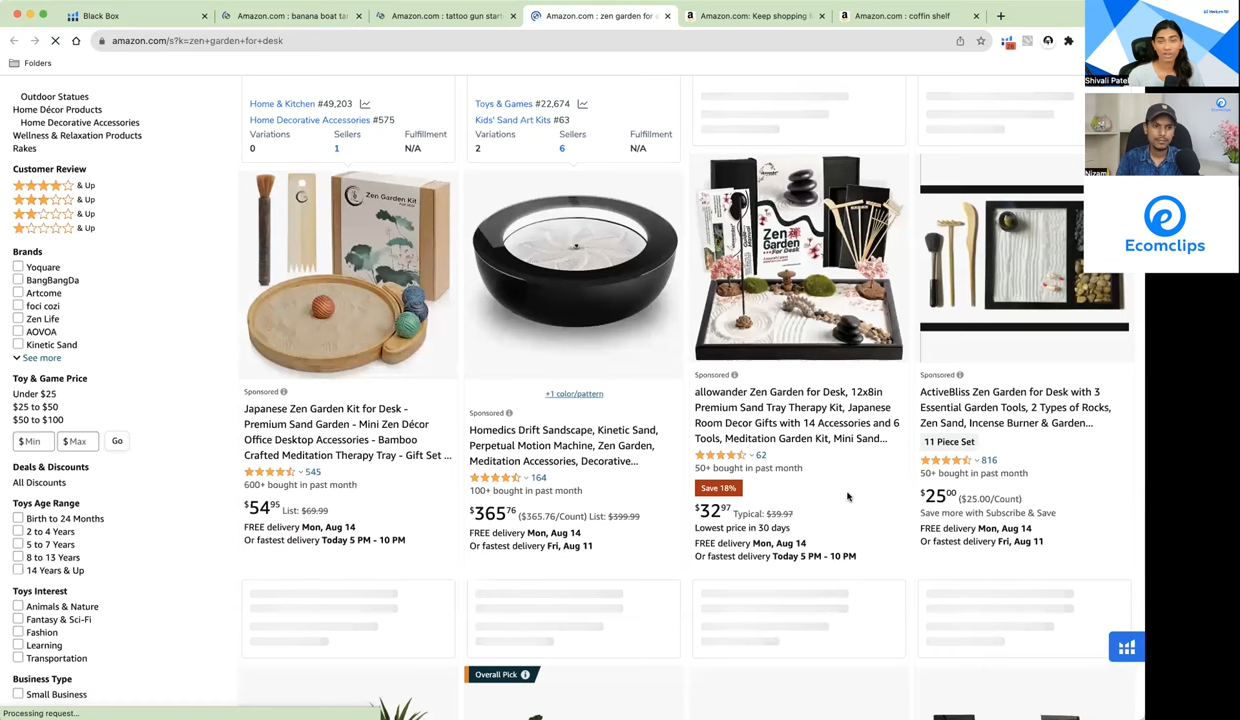 Black Box
Amazon.com : banana boat tan
Amazon.com : tattoo gun start
Amazon.com : zen garden for d
Amazon.com: Keep shopping f
Amazon.com : coffin shelf
amazon.com/s?k=zen+garden+for+desk
28
Folders
Outdoor Statues
Home Décor Products
Home Decorative Accessories
Wellness & Relaxation Products
Rakes
Customer Review
& Up
& Up
& Up
& Up
Brands
Yoquare
BangBangDa
Artcome
foci cozi
Zen Life
AOVOA
Kinetic Sand
See more
Toy & Game Price
Under $25
$25 to $50
$50 to $100
$ Min
$ Max
Go
Deals & Discounts
All Discounts
Toys Age Range
Birth to 24 Months
2 to 4 Years
5 to 7 Years
8 to 13 Years
14 Years & Up
Toys Interest
Animals & Nature
Fantasy & Sci-Fi
Fashion
Learning
Transportation
Business Type
Small Business
Processing request...
Home & Kitchen #49,203
Home Decorative Accessories #575
Variations Sellers Fulfillment
0 1 N/A
Zen Garden Kit
Sponsored
Japanese Zen Garden Kit for Desk -
Premium Sand Garden - Mini Zen Décor
Office Desktop Accessories - Bamboo
Crafted Meditation Therapy Tray - Gift Set ...
545
600+ bought in past month
$54.95 List: $69.99
FREE delivery Mon, Aug 14
Or fastest delivery Today 5 PM - 10 PM
Toys & Games #22,674
Kids' Sand Art Kits #63
Variations Sellers Fulfillment
2 6 N/A
+1 color/pattern
Sponsored
Homedics Drift Sandscape, Kinetic Sand,
Perpetual Motion Machine, Zen Garden,
Meditation Accessories, Decorative...
164
100+ bought in past month
$365.76 ($365.76/Count) List: $399.99
FREE delivery Mon, Aug 14
Or fastest delivery Fri, Aug 11
Overall Pick
Zen
Garden
For Desk
Sponsored
allowander Zen Garden for Desk, 12x8in
Premium Sand Tray Therapy Kit, Japanese
Room Decor Gifts with 14 Accessories and 6
Tools, Meditation Garden Kit, Mini Sand...
62
50+ bought in past month
Save 18%
$32.97 Typical: $39.97
Lowest price in 30 days
FREE delivery Mon, Aug 14
Or fastest delivery Today 5 PM - 10 PM
Sponsored
ActiveBliss Zen Garden for Desk with 3
Essential Garden Tools, 2 Types of Rocks,
Zen Sand, Incense Burner & Garden...
11 Piece Set
816
50+ bought in past month
$25.00 ($25.00/Count)
Save more with Subscribe & Save
FREE delivery Mon, Aug 14
Or fastest delivery Fri, Aug 11
Shivali Patel
Ecomclips
Nizam
Ecomclips